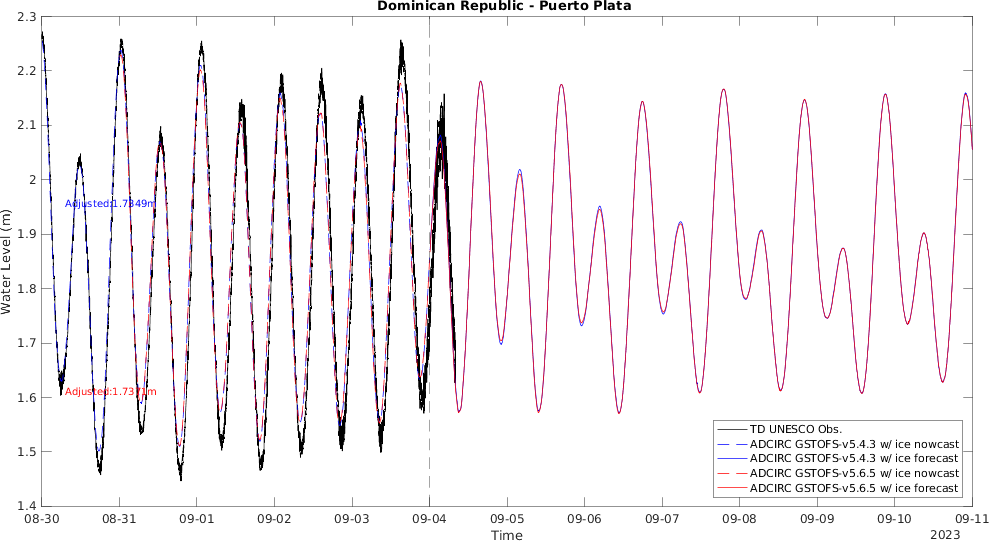 Dominican Republic - Puerto Plata
2.3
2.2
2.1
2
1.9
1.8
1.7
1.6
1.5
1.4
Water Level (m)
Adjusted:1.7349m
Adjusted:1.7371m
TD UNESCO Obs.
ADCIRC GSTOFS-v5.4.3 w/ ice nowcast
ADCIRC GSTOFS-v5.4.3 w/ ice forecast
ADCIRC GSTOFS-v5.6.5 w/ ice nowcast
ADCIRC GSTOFS-v5.6.5 w/ ice forecast
08-30 08-31 09-01 09-02 09-03 09-04 09-05 09-06 09-07 09-08 09-09 09-10 09-11
Time
2023